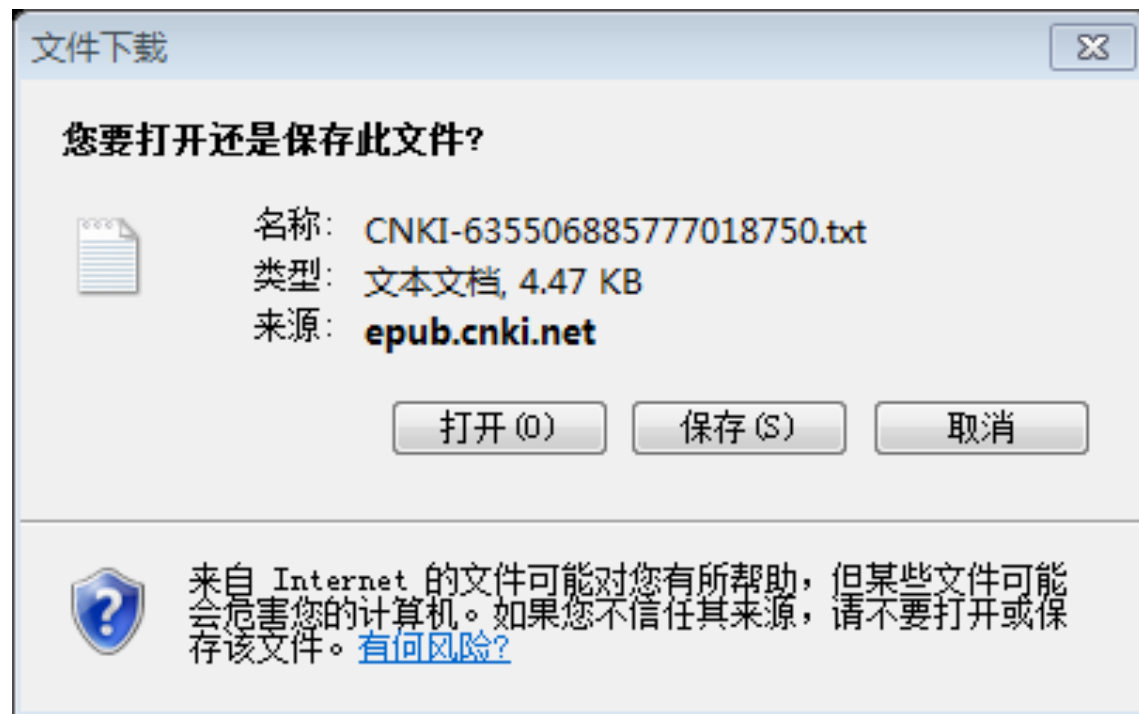 文件下载
您要打开还是保存此文件?
名称: CNKI-635506885777018750.txt
类型: 文本文档, 4.47 KB
来源: epub.cnki.net
打开(O) 保存(S) 取消
来自 Internet 的文件可能对您有所帮助，但某些文件可能
会危害您的计算机。如果您不信任其来源，请不要打开或保
存该文件。有何风险?